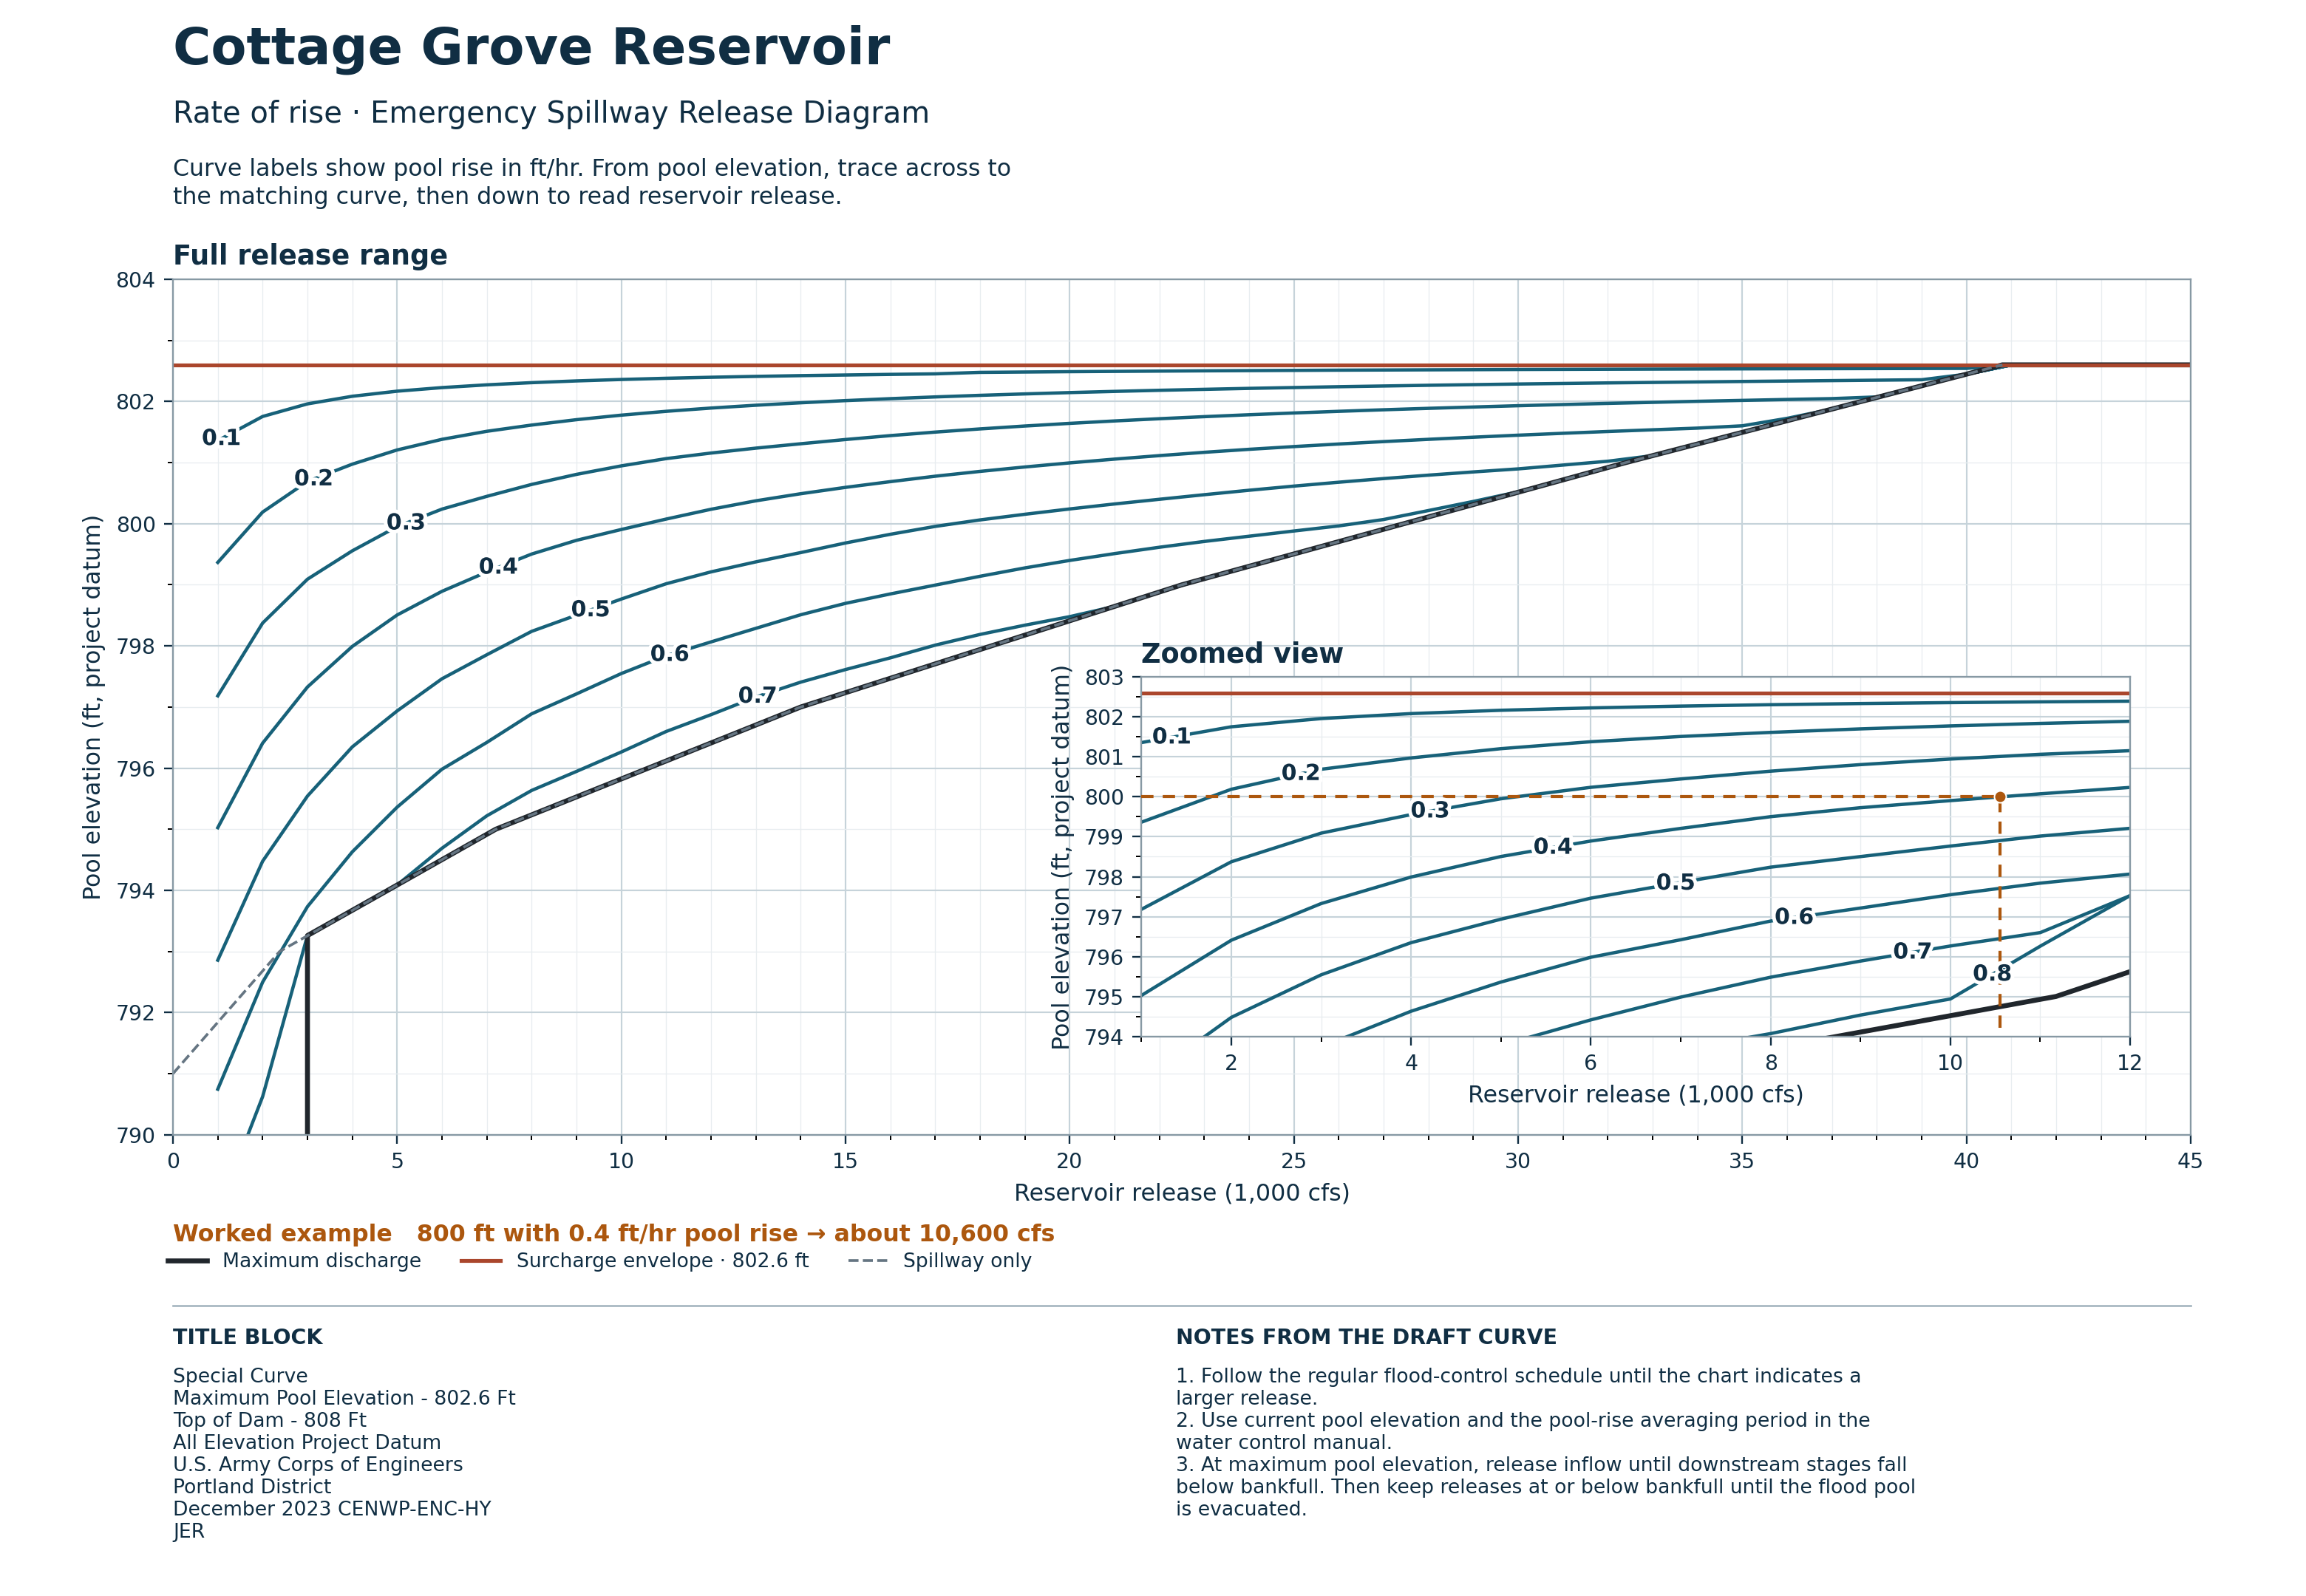 Cottage Grove Reservoir
Rate of rise · Emergency Spillway Release Diagram
Curve labels show pool rise in ft/hr. From pool elevation, trace across to
the matching curve, then down to read reservoir release.
Full release range
Pool elevation (ft, project datum)
804
802
800
798
796
794
792
790
0.1
0.2
0.3
0.4
0.5
0.6
0.7
0
5
10
15
20
25
30
35
40
45
Reservoir release (1,000 cfs)
Zoomed view
Pool elevation (ft, project datum)
803
802
801
800
799
798
797
796
795
794
0.1
0.2
0.3
0.4
0.5
0.6
0.7
0.8
2
4
6
8
10
12
Reservoir release (1,000 cfs)
Worked example 800 ft with 0.4 ft/hr pool rise → about 10,600 cfs
Maximum discharge
Surcharge envelope · 802.6 ft
Spillway only
TITLE BLOCK
Special Curve
Maximum Pool Elevation - 802.6 Ft
Top of Dam - 808 Ft
All Elevation Project Datum
U.S. Army Corps of Engineers
Portland District
December 2023 CENWP-ENC-HY
JER
NOTES FROM THE DRAFT CURVE
1. Follow the regular flood-control schedule until the chart indicates a
larger release.
2. Use current pool elevation and the pool-rise averaging period in the
water control manual.
3. At maximum pool elevation, release inflow until downstream stages fall
below bankfull. Then keep releases at or below bankfull until the flood pool
is evacuated.